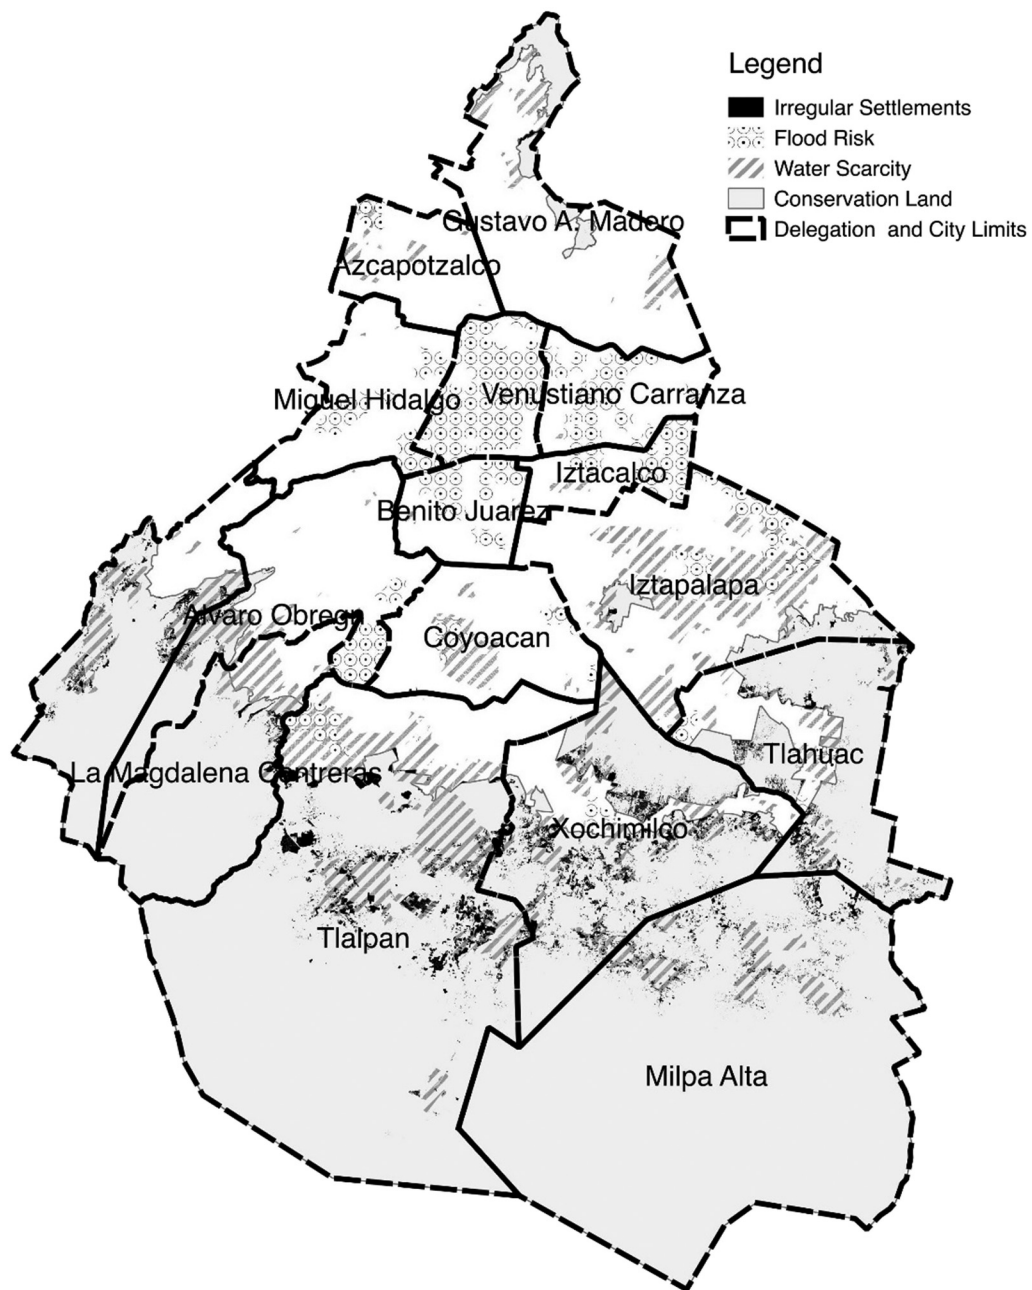 Legend
Irregular Settlements
Flood Risk
Water Scarcity
Conservation Land
Delegation and City Limits
Gustavo A. Madero
Azcapotzalco
Miguel Hidalgo
Venustiano Carranza
Iztacalco
Benito Juarez
Iztapalapa
Alvaro Obregn
Coyoacan
Tlahuac
La Magdalena Contreras
Xochimilco
Tlalpan
Milpa Alta